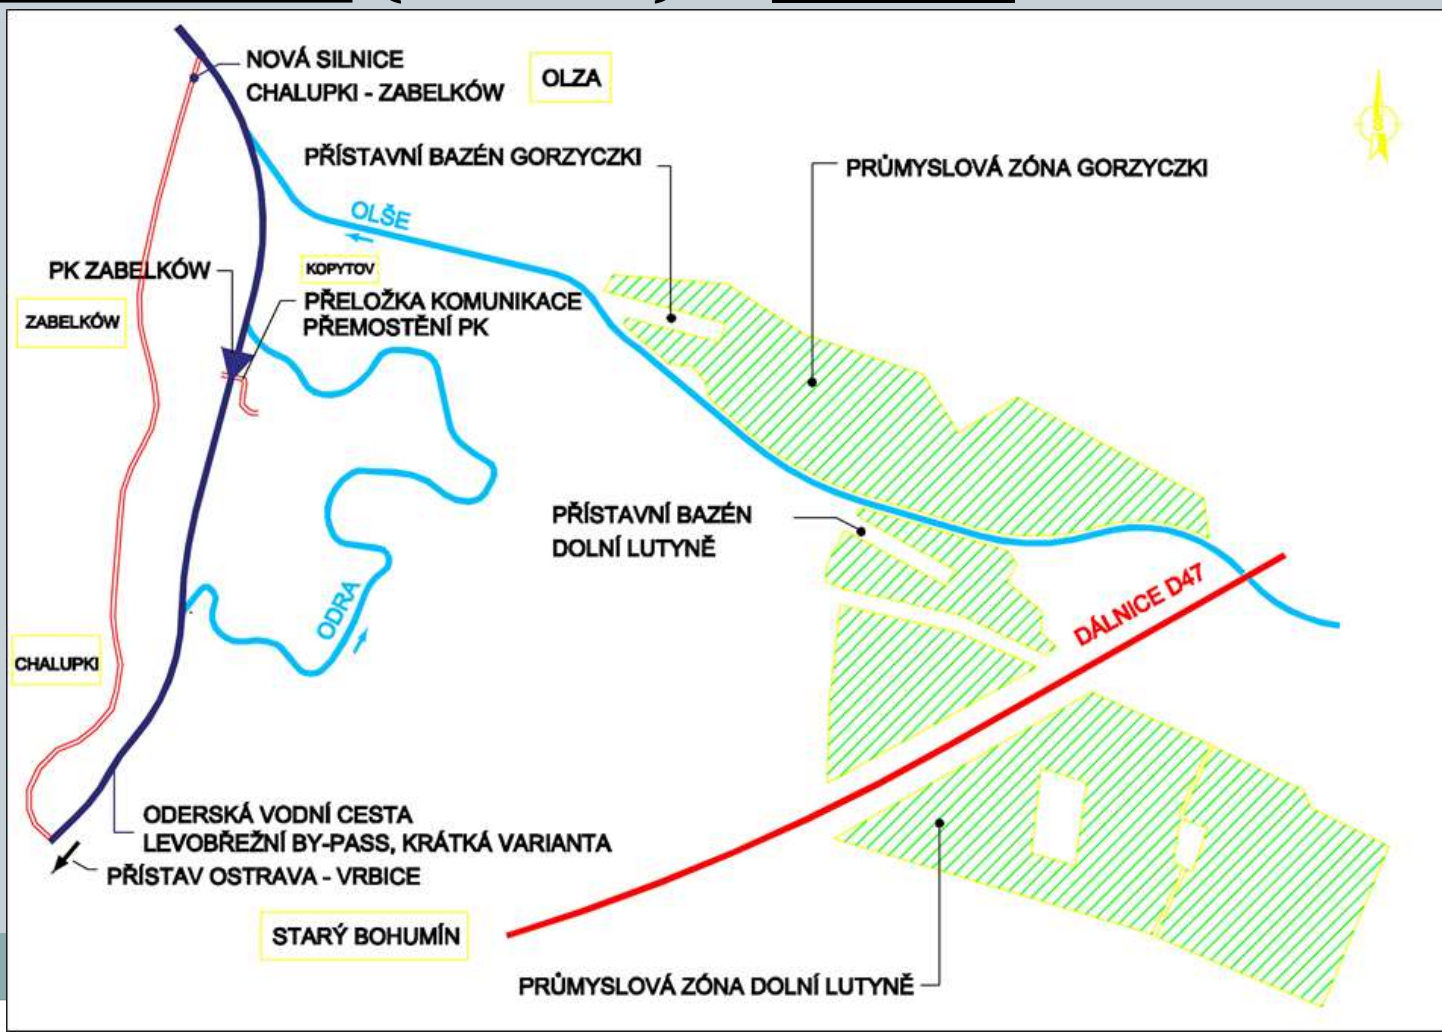 NOVÁ SILNICE
CHALUPKI - ZABELKÓW
OLZA
S
PŘÍSTAVNÍ BAZÉN GORZYCZKI
PRŮMYSLOVÁ ZÓNA GORZYCZKI
OLŠE
PK ZABELKÓW
KOPYTOV
PŘELOŽKA KOMUNIKACE
PŘEMOSTĚNÍ PK
ZABELKÓW
PŘÍSTAVNÍ BAZÉN
DOLNÍ LUTYNĚ
DÁLNICE D47
ODRA
CHALUPKI
ODERSKÁ VODNÍ CESTA
LEVOBŘEŽNÍ BY-PASS, KRÁTKÁ VARIANTA
PŘÍSTAV OSTRAVA - VRBICE
STARÝ BOHUMÍN
PRŮMYSLOVÁ ZÓNA DOLNÍ LUTYNĚ